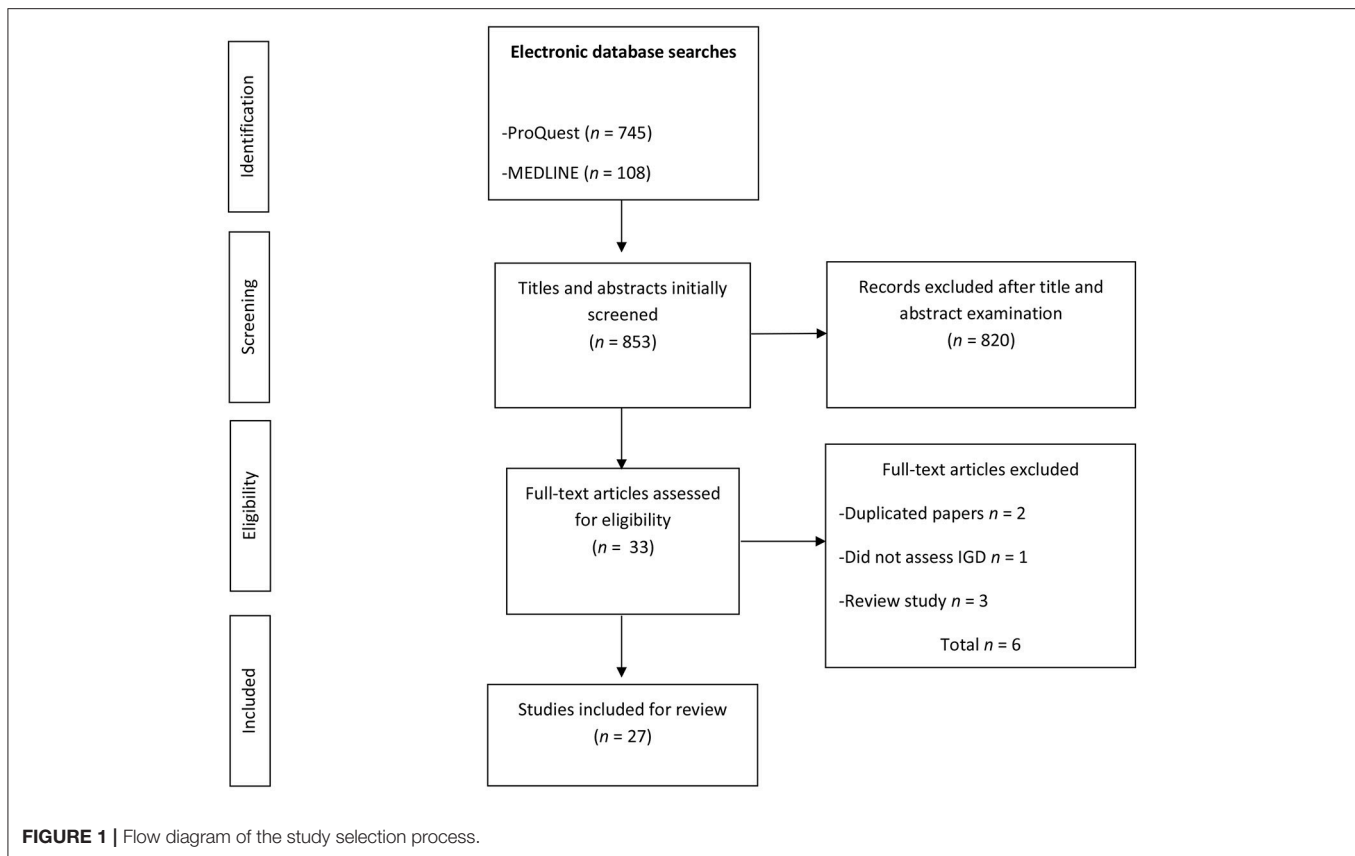 Identification
Electronic database searches
-ProQuest (n = 745)
-MEDLINE (n = 108)
Screening
Titles and abstracts initially
screened
(n = 853)
Records excluded after title and
abstract examination
(n = 820)
Eligibility
Full-text articles assessed
for eligibility
(n = 33)
Full-text articles excluded
-Duplicated papers n = 2
-Did not assess IGD n = 1
-Review study n = 3
Total n = 6
Included
Studies included for review
(n = 27)
FIGURE 1 | Flow diagram of the study selection process.